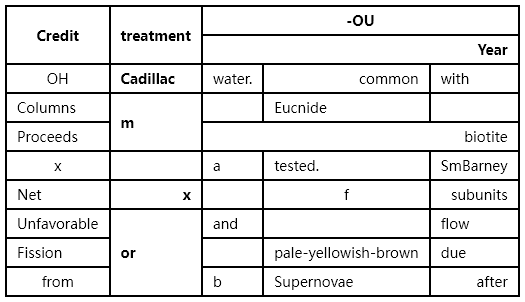 Credit treatment -OU
Year
OH Cadillac water. common with
Columns m Eucnide
Proceeds biotite
x a tested. SmBarney
Net x f subunits
Unfavorable or and flow
Fission pale-yellowish-brown due
from b Supernovae after